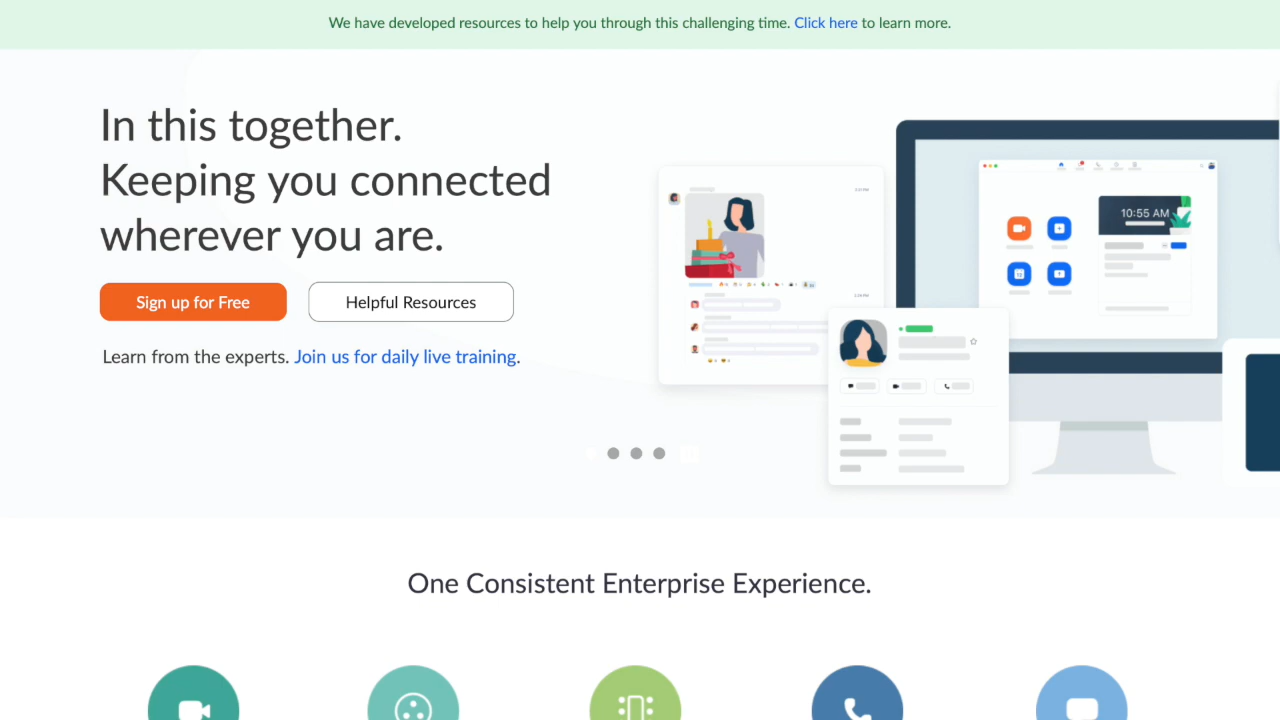 We have developed resources to help you through this challenging time. Click here to learn more.
In this together.
Keeping you connected
wherever you are.
Sign up for Free
Helpful Resources
Learn from the experts. Join us for daily live training.
10:55 AM
One Consistent Enterprise Experience.